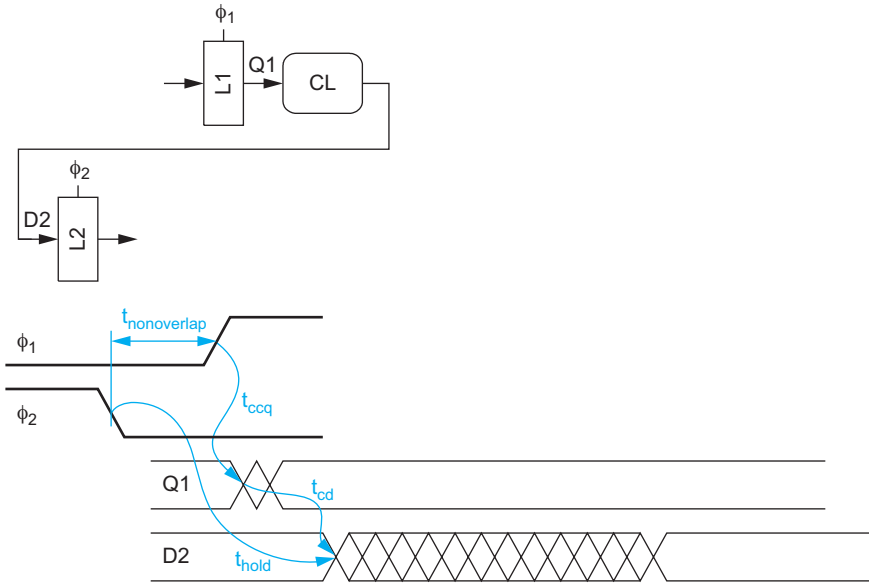 ϕ1
L1
Q1
CL
ϕ2
D2
L2
tnonoverlap
ϕ1
tccq
ϕ2
Q1
tcd
D2
thold